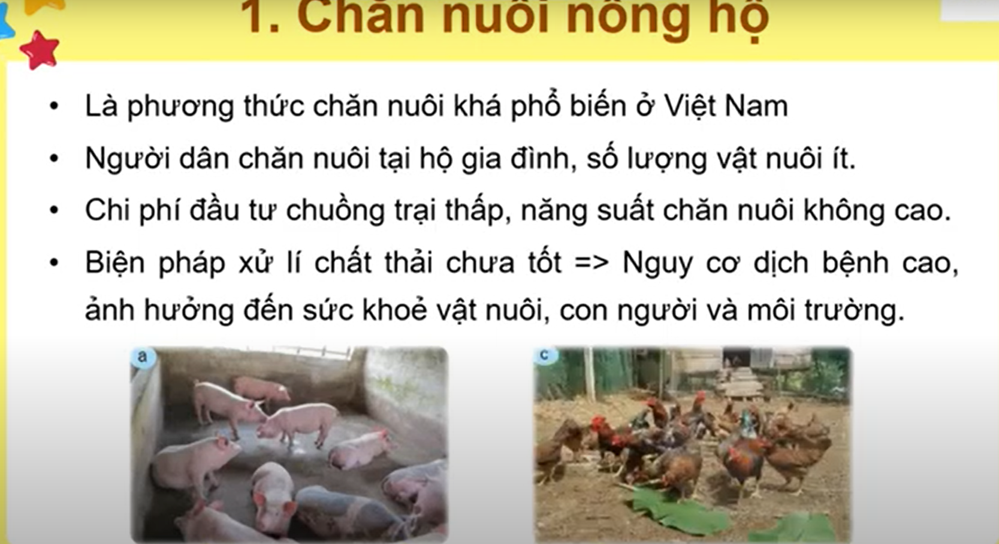 1. Chăn nuôi nông hộ
• Là phương thức chăn nuôi khá phổ biến ở Việt Nam
• Người dân chăn nuôi tại hộ gia đình, số lượng vật nuôi ít.
• Chi phí đầu tư chuồng trại thấp, năng suất chăn nuôi không cao.
• Biện pháp xử lí chất thải chưa tốt => Nguy cơ dịch bệnh cao,
ảnh hưởng đến sức khoẻ vật nuôi, con người và môi trường.
a
c